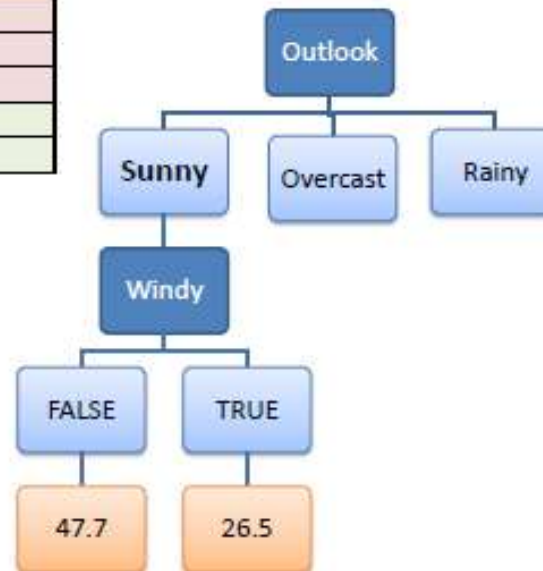 Outlook
Sunny
Overcast
Rainy
Windy
FALSE
TRUE
47.7
26.5